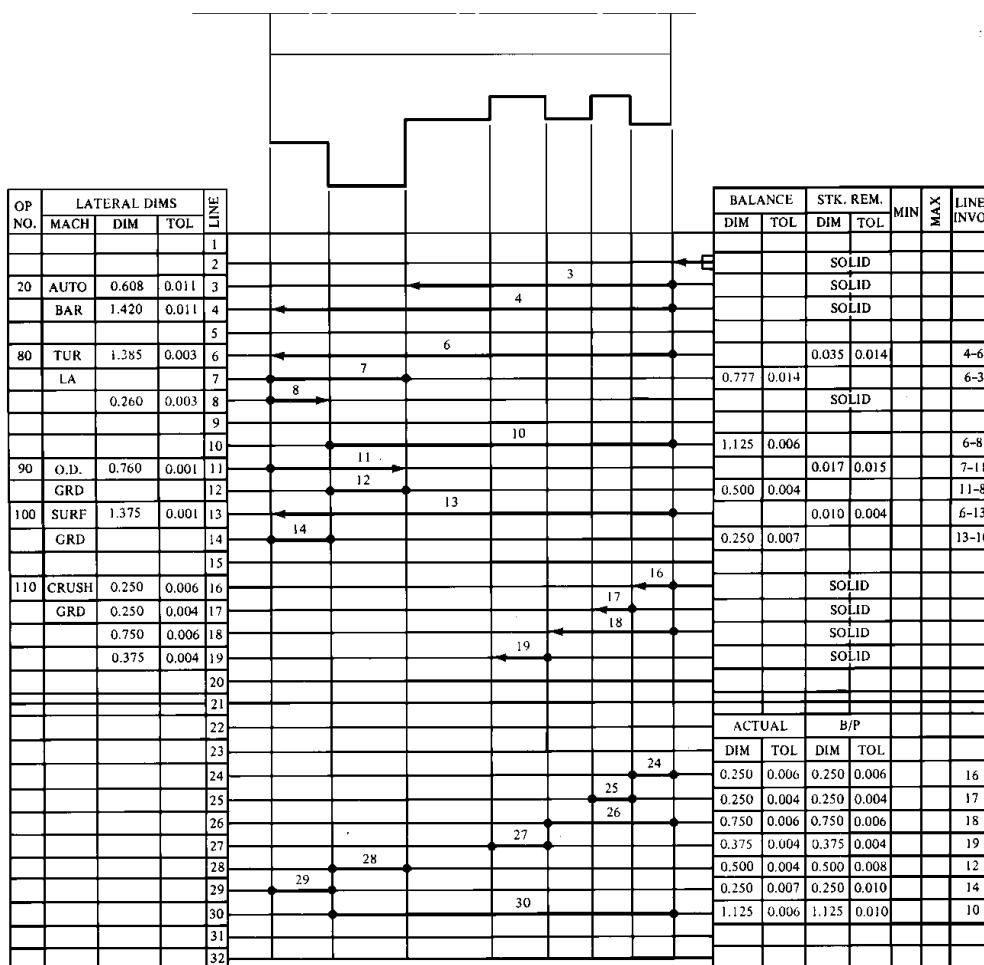 OP NO. LATERAL DIMS LINE BALANCE STK. REM. MIN MAX LINE INVO
MACH DIM TOL DIM TOL DIM TOL
1
2 SOLID
20 AUTO 0.608 0.011 3 3 SOLID
BAR 1.420 0.011 4 4 SOLID
5
80 TUR 1.385 0.003 6 6 0.035 0.014 4-6
LA 7 7 0.777 0.014 6-3
0.260 0.003 8 8 SOLID
9
10 10 1.125 0.006 6-8
90 O.D. 0.760 0.001 11 11 0.017 0.015 7-11
GRD 12 12 0.500 0.004 11-8
100 SURF 1.375 0.001 13 13 0.010 0.004 6-13
GRD 14 14 0.250 0.007 13-10
15
110 CRUSH 0.250 0.006 16 16 SOLID
GRD 0.250 0.004 17 17 SOLID
0.750 0.006 18 18 SOLID
0.375 0.004 19 19 SOLID
20
21
22 ACTUAL B/P
23 DIM TOL DIM TOL
24 24 0.250 0.006 0.250 0.006 16
25 25 0.250 0.004 0.250 0.004 17
26 26 0.750 0.006 0.750 0.006 18
27 27 0.375 0.004 0.375 0.004 19
28 28 0.500 0.004 0.500 0.008 12
29 29 0.250 0.007 0.250 0.010 14
30 30 1.125 0.006 1.125 0.010 10
31
32